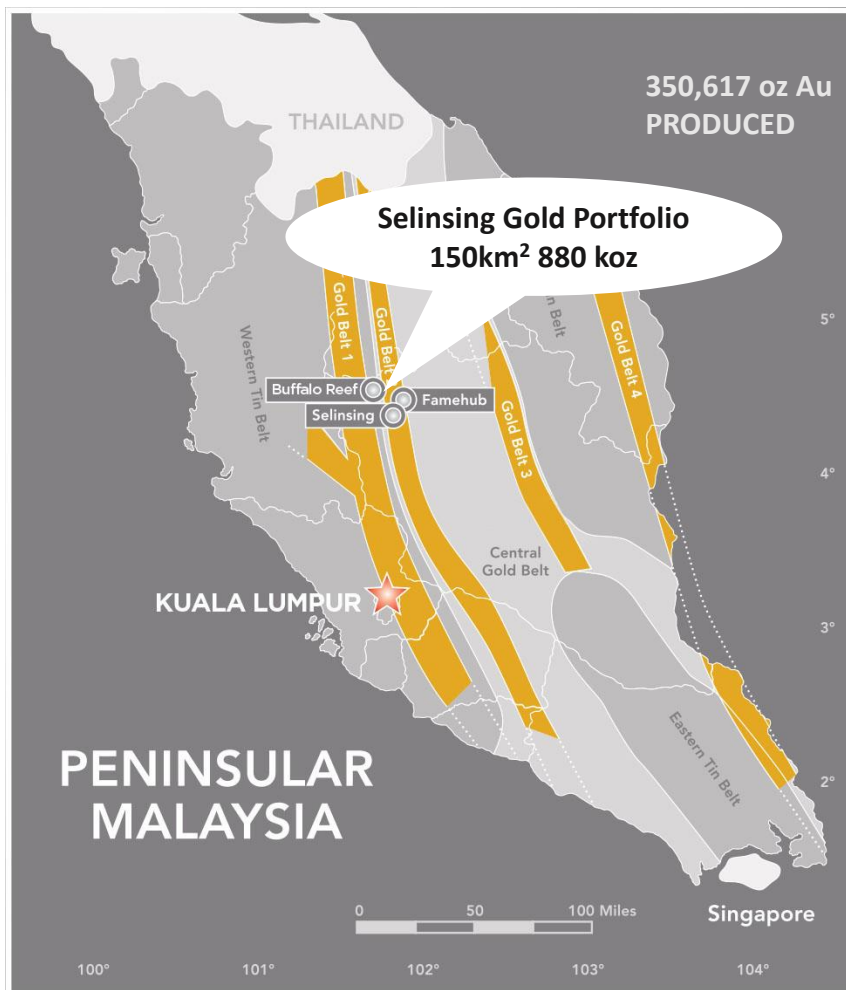 350,617 oz Au
PRODUCED
THAILAND
Selinsing Gold Portfolio
150km² 880 koz
Gold Belt 1
Gold Belt
n Belt
Gold Belt 4
5°
Western Tin Belt
Buffalo Reef
Famehub
Selinsing
Gold Belt 3
4°
Central
Gold Belt
KUALA LUMPUR
3°
PENINSULAR
MALAYSIA
Eastern Tin Belt
2°
0 50 100 Miles
Singapore
100° 101° 102° 103° 104°